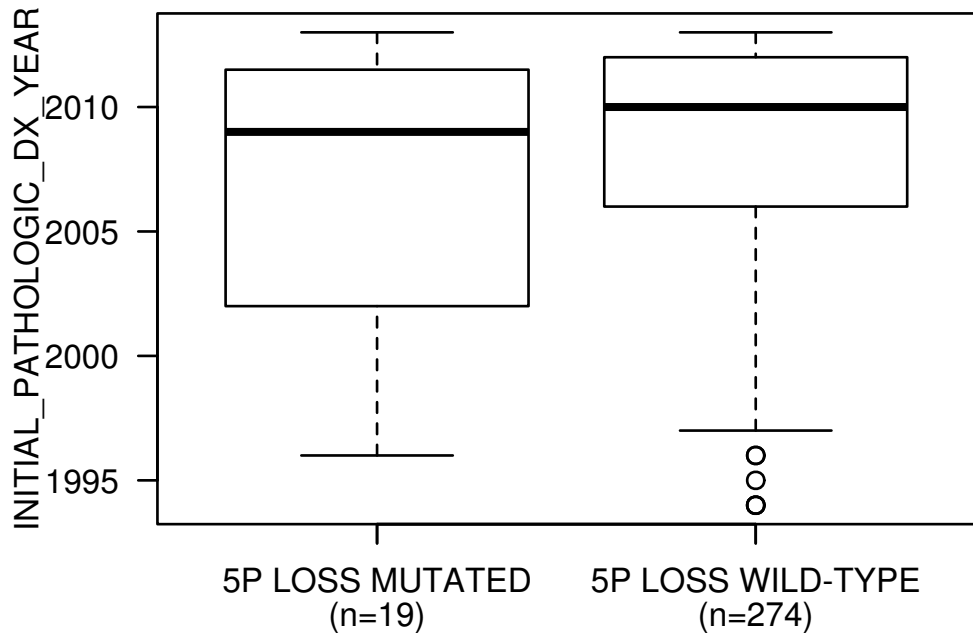 INITIAL_PATHOLOGIC_DX_YEAR
2010
2005
2000
1995
5P LOSS MUTATED
(n=19)
5P LOSS WILD-TYPE
(n=274)